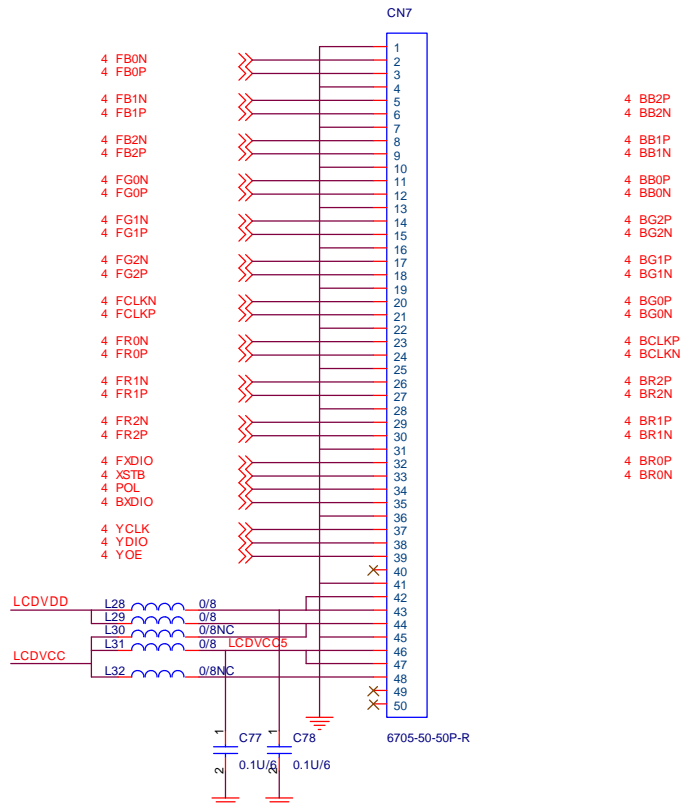 CN7
4 FB0N
4 FB0P
4 FB1N
4 FB1P
4 FB2N
4 FB2P
4 FG0N
4 FG0P
4 FG1N
4 FG1P
4 FG2N
4 FG2P
4 FCLKN
4 FCLKP
4 FR0N
4 FR0P
4 FR1N
4 FR1P
4 FR2N
4 FR2P
4 FXDIO
4 XSTB
4 POL
4 BXDIO
4 YCLK
4 YDIO
4 YOE
1
2
3
4
5
6
7
8
9
10
11
12
13
14
15
16
17
18
19
20
21
22
23
24
25
26
27
28
29
30
31
32
33
34
35
36
37
38
39
40
41
42
43
44
45
46
47
48
49
50
6705-50-50P-R
4 BB2P
4 BB2N
4 BB1P
4 BB1N
4 BB0P
4 BB0N
4 BG2P
4 BG2N
4 BG1P
4 BG1N
4 BG0P
4 BG0N
4 BCLKP
4 BCLKN
4 BR2P
4 BR2N
4 BR1P
4 BR1N
4 BR0P
4 BR0N
LCDVDD
LCDVCC
L28 0/8
L29 0/8
L30 0/8NC
L31 0/8 LCDVCC5
L32 0/8NC
1 C77
2 0.1U/6
1 C78
2 0.1U/6